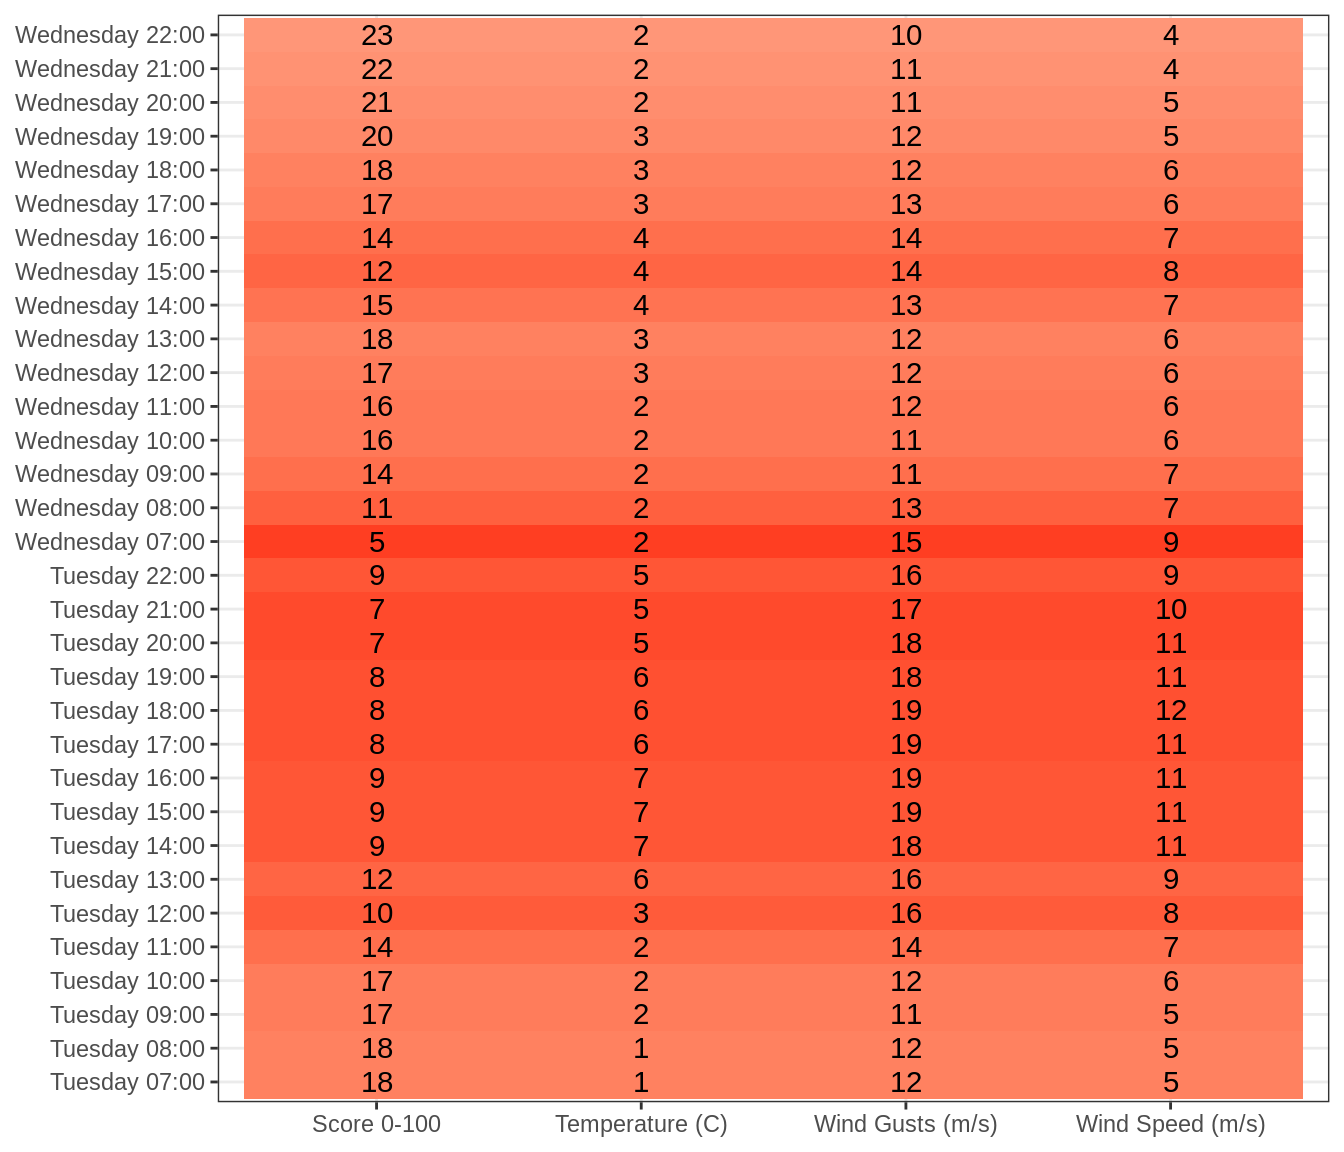 Wednesday 22:00 23 2 10 4
Wednesday 21:00 22 2 11 4
Wednesday 20:00 21 2 11 5
Wednesday 19:00 20 3 12 5
Wednesday 18:00 18 3 12 6
Wednesday 17:00 17 3 13 6
Wednesday 16:00 14 4 14 7
Wednesday 15:00 12 4 14 8
Wednesday 14:00 15 4 13 7
Wednesday 13:00 18 3 12 6
Wednesday 12:00 17 3 12 6
Wednesday 11:00 16 2 12 6
Wednesday 10:00 16 2 11 6
Wednesday 09:00 14 2 11 7
Wednesday 08:00 11 2 13 7
Wednesday 07:00 5 2 15 9
Tuesday 22:00 9 5 16 9
Tuesday 21:00 7 5 17 10
Tuesday 20:00 7 5 18 11
Tuesday 19:00 8 6 18 11
Tuesday 18:00 8 6 19 12
Tuesday 17:00 8 6 19 11
Tuesday 16:00 9 7 19 11
Tuesday 15:00 9 7 19 11
Tuesday 14:00 9 7 18 11
Tuesday 13:00 12 6 16 9
Tuesday 12:00 10 3 16 8
Tuesday 11:00 14 2 14 7
Tuesday 10:00 17 2 12 6
Tuesday 09:00 17 2 11 5
Tuesday 08:00 18 1 12 5
Tuesday 07:00 18 1 12 5
Score 0-100 Temperature (C) Wind Gusts (m/s) Wind Speed (m/s)